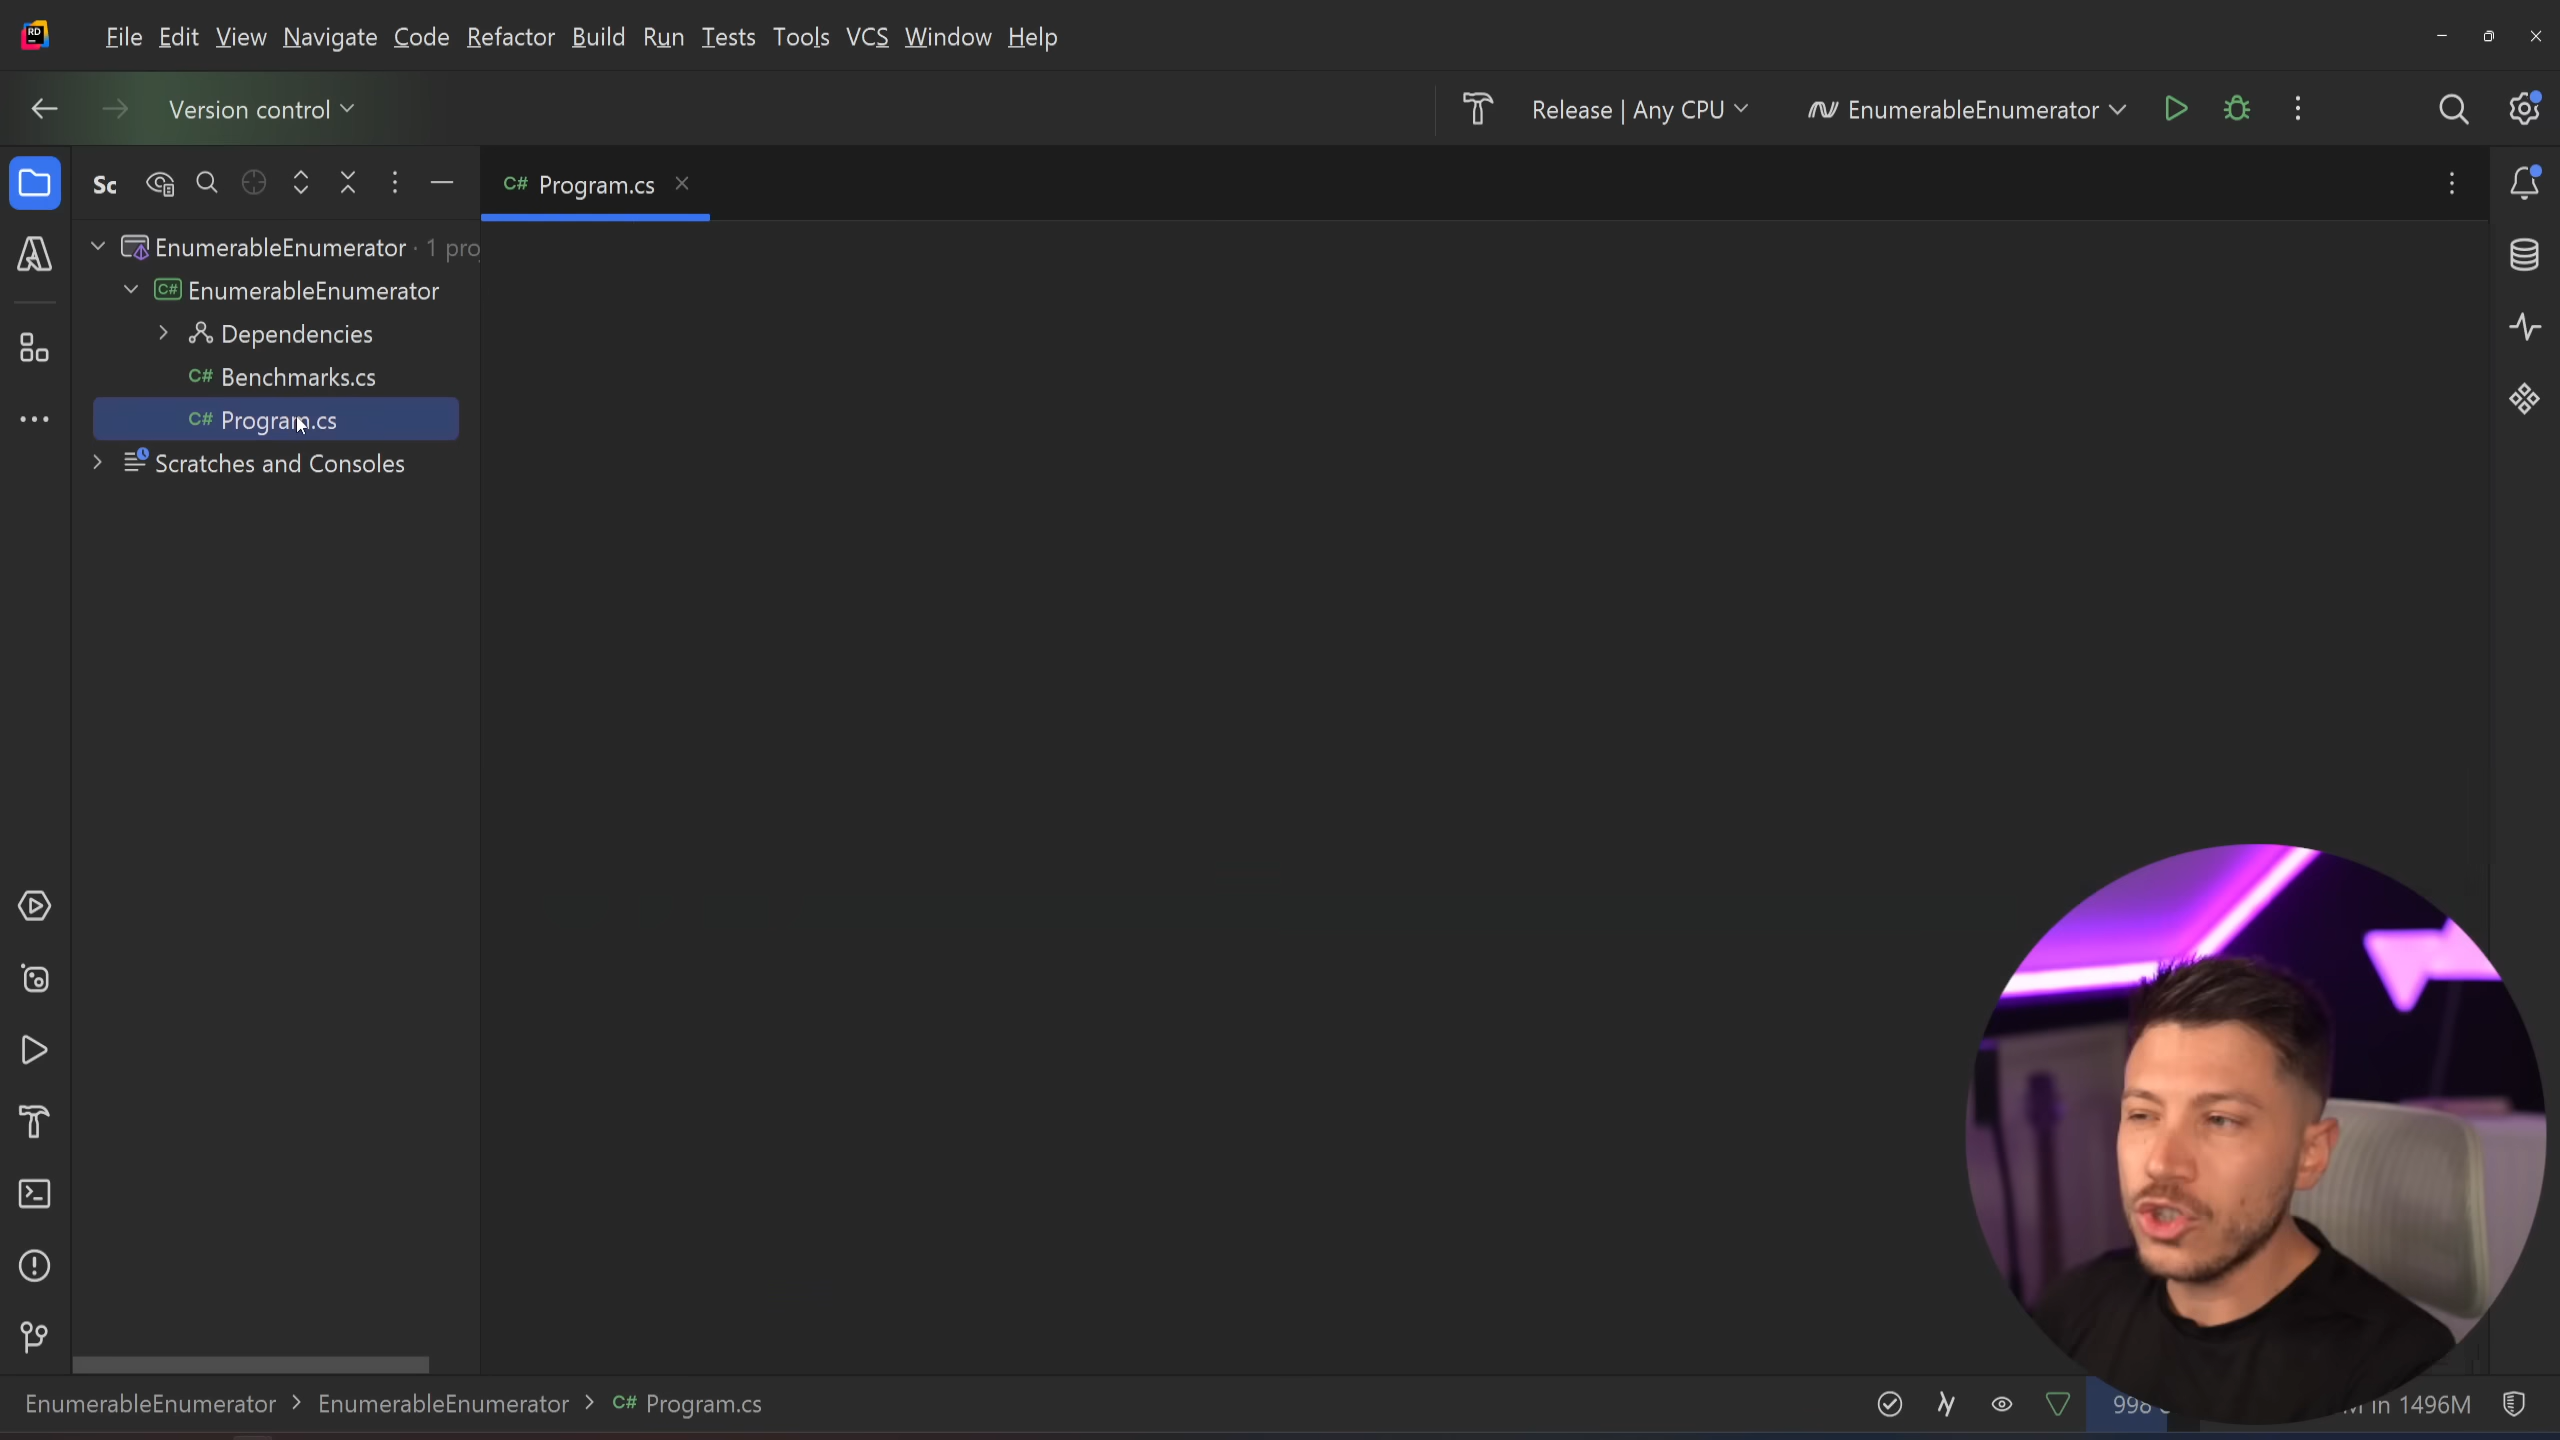 RD
File Edit View Navigate Code Refactor Build Run Tests Tools VCS Window Help
Version control
Release | Any CPU
EnumerableEnumerator
Sc
C# Program.cs
EnumerableEnumerator · 1 pro
C# EnumerableEnumerator
Dependencies
C# Benchmarks.cs
C# Program.cs
Scratches and Consoles
EnumerableEnumerator > EnumerableEnumerator > C# Program.cs
998
in 1496M